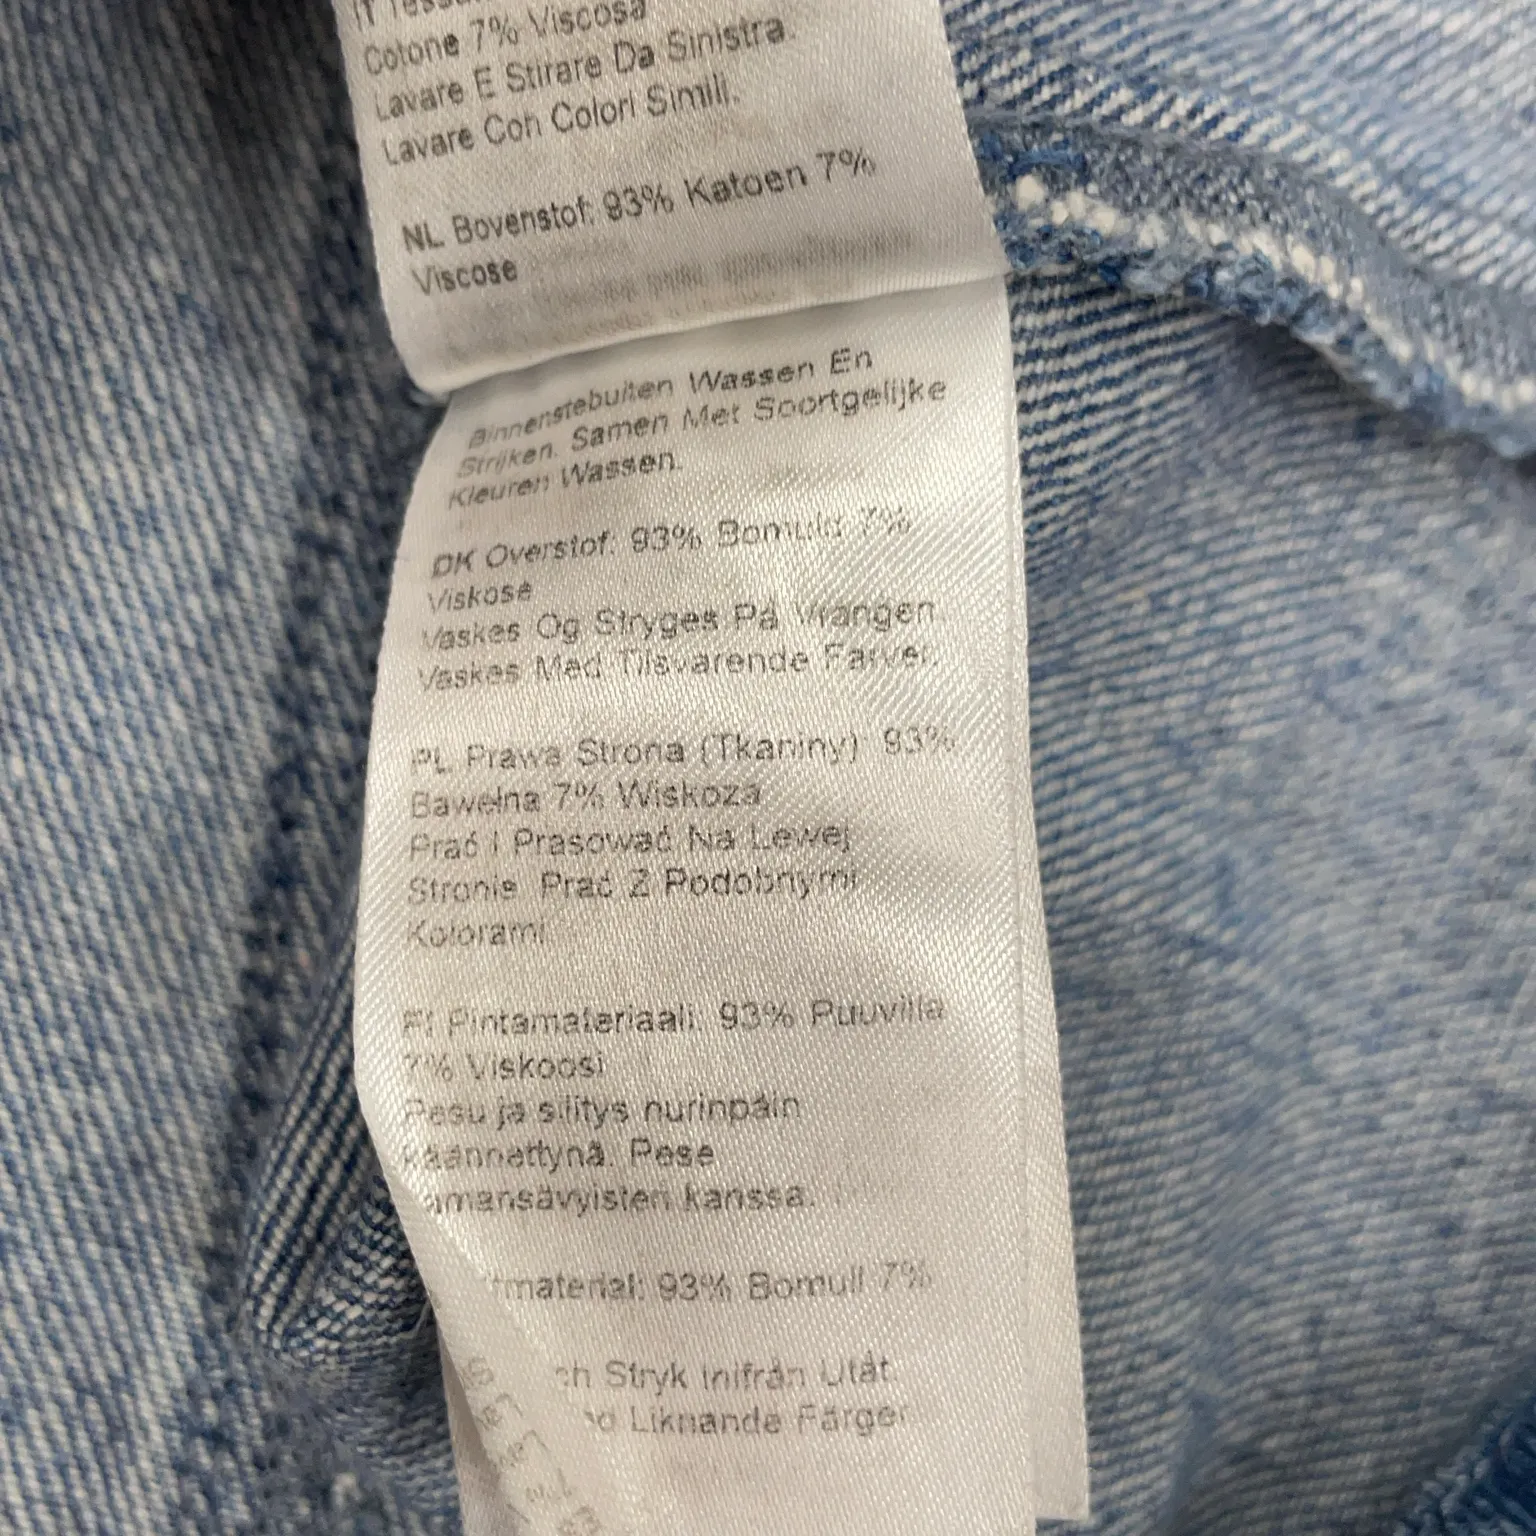 IT
Cotone 7% Viscosa
Lavare E Stirare Da Sinistra.
Lavare Con Colori Simili.
NL Bovenstof: 93% Katoen 7%
Viscose
Binnenstebuiten Wassen En
Strijken. Samen Met Soortgelijke
Kleuren Wassen.
DK Overstof: 93% Bomuld 7%
Viskose
Vaskes Og Stryges På Vrangen.
Vaskes Med Tilsvarende Farver.
PL Prawa Strona (Tkaniny): 93%
Bawełna 7% Wiskoza
Prać I Prasować Na Lewej
Stronie. Prać Z Podobnymi
Kolorami.
FI Pintamateriaali: 93% Puuvilla
7% Viskoosi
Pesu ja silitys nurinpäin
käännettynä. Pese
amansävyisten kanssa.
material: 93% Bomull 7%
ch Stryk Inifrån Utåt.
Liknande Färger